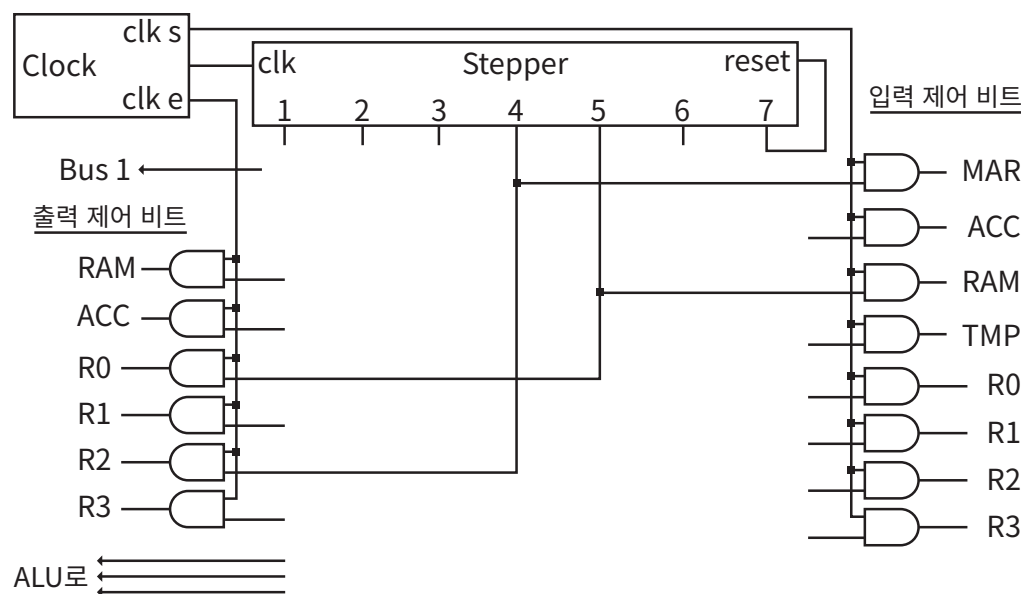 clk s
Clock
clk e
clk
Stepper
reset
1 2 3 4 5 6 7
입력 제어 비트
Bus 1
출력 제어 비트
RAM
ACC
R0
R1
R2
R3
ALU로
MAR
ACC
RAM
TMP
R0
R1
R2
R3